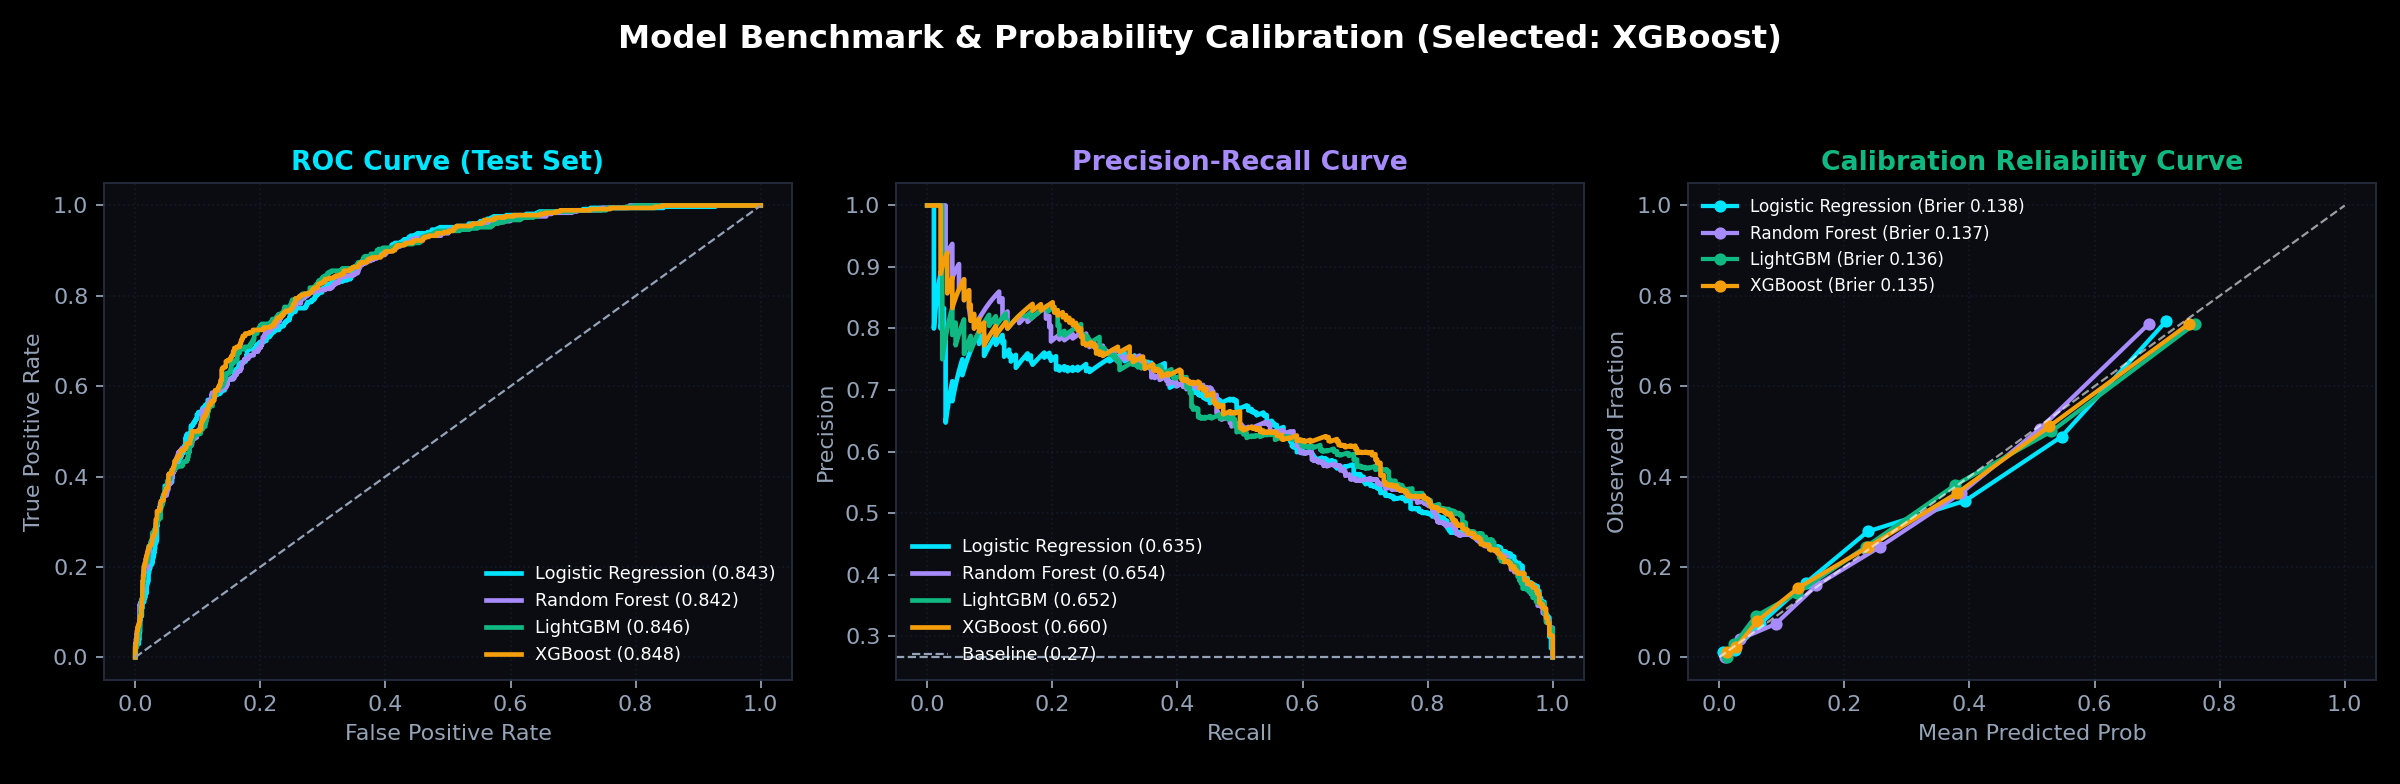 Model Benchmark & Probability Calibration (Selected: XGBoost)
ROC Curve (Test Set)
True Positive Rate
1.0
0.8
0.6
0.4
0.2
0.0
Logistic Regression (0.843)
Random Forest (0.842)
LightGBM (0.846)
XGBoost (0.848)
0.0 0.2 0.4 0.6 0.8 1.0
False Positive Rate
Precision-Recall Curve
Precision
1.0
0.9
0.8
0.7
0.6
0.5
0.4
0.3
Logistic Regression (0.635)
Random Forest (0.654)
LightGBM (0.652)
XGBoost (0.660)
Baseline (0.27)
0.0 0.2 0.4 0.6 0.8 1.0
Recall
Calibration Reliability Curve
Observed Fraction
1.0
0.8
0.6
0.4
0.2
0.0
Logistic Regression (Brier 0.138)
Random Forest (Brier 0.137)
LightGBM (Brier 0.136)
XGBoost (Brier 0.135)
0.0 0.2 0.4 0.6 0.8 1.0
Mean Predicted Prob